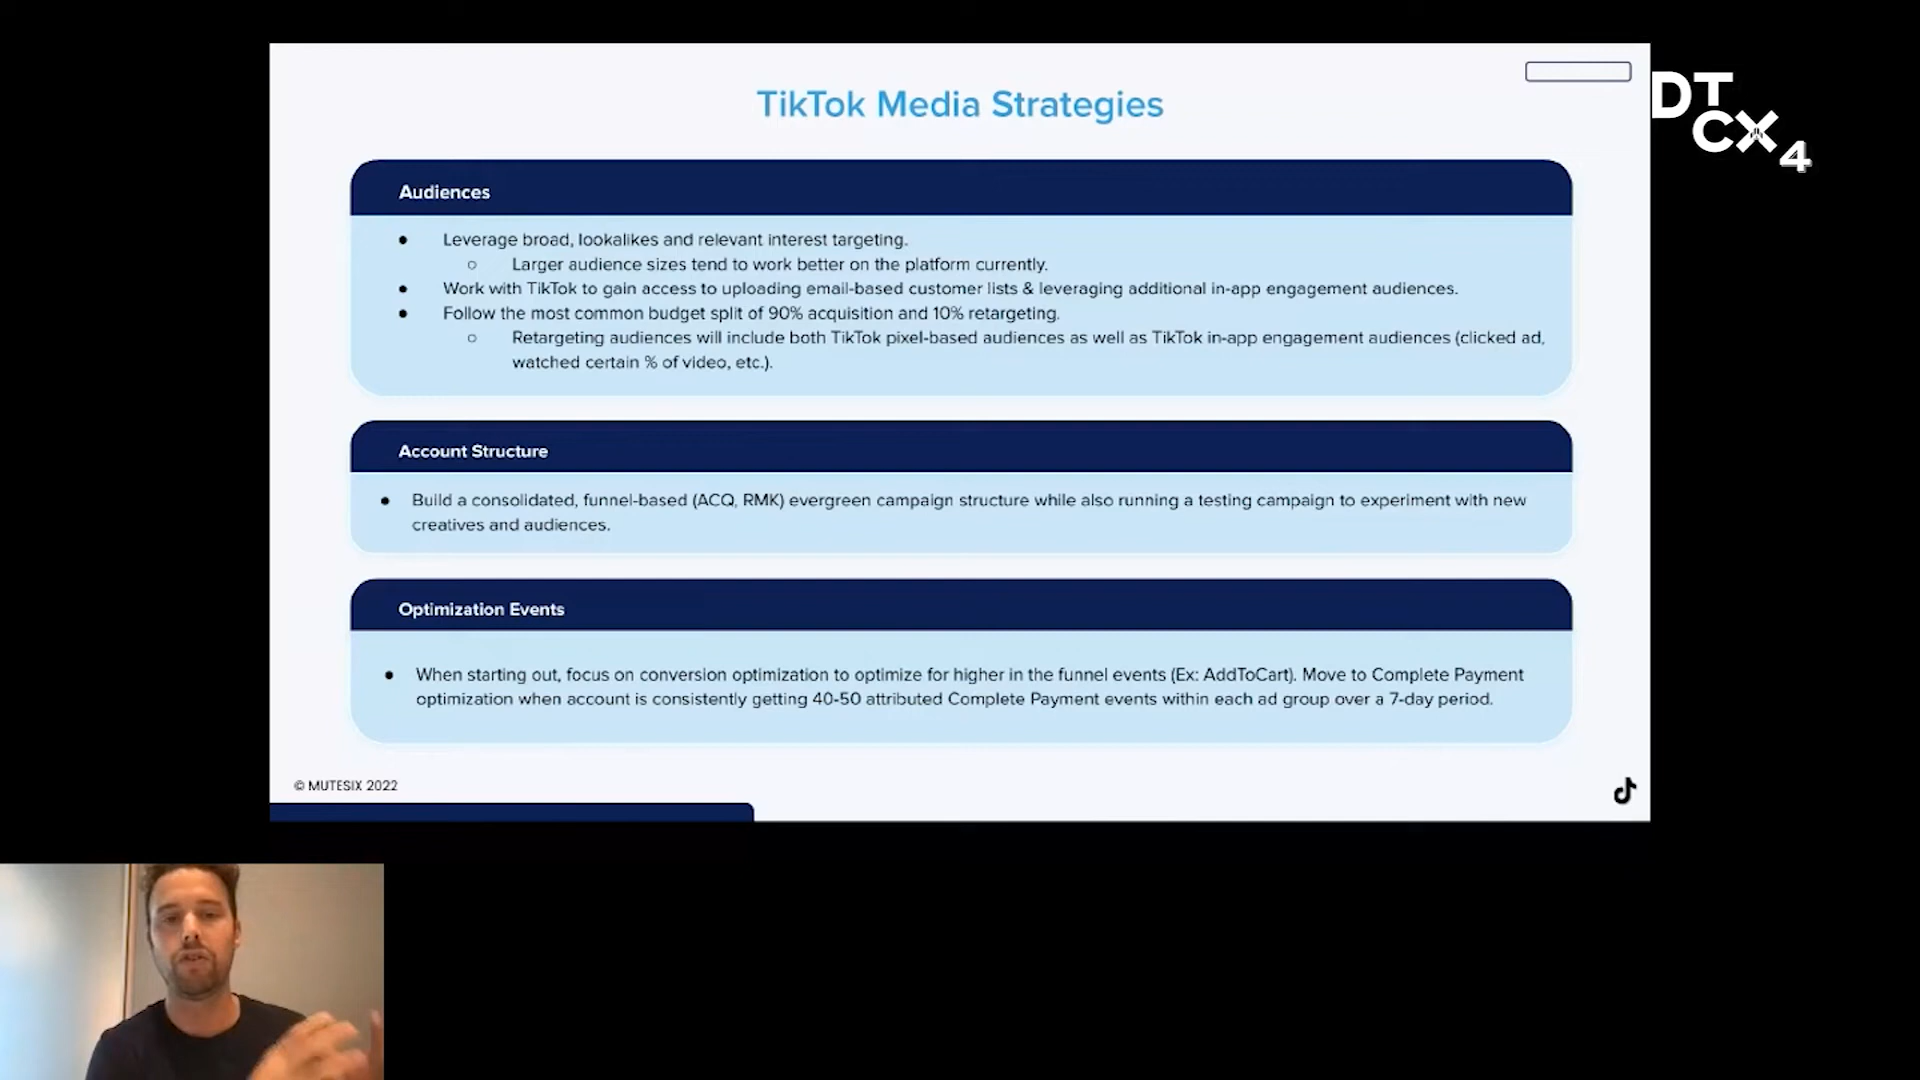 TikTok Media Strategies
DT
CX
4
Audiences
● Leverage broad, lookalikes and relevant interest targeting.
○ Larger audience sizes tend to work better on the platform currently.
● Work with TikTok to gain access to uploading email-based customer lists & leveraging additional in-app engagement audiences.
● Follow the most common budget split of 90% acquisition and 10% retargeting.
○ Retargeting audiences will include both TikTok pixel-based audiences as well as TikTok in-app engagement audiences (clicked ad,
watched certain % of video, etc.).
Account Structure
● Build a consolidated, funnel-based (ACQ, RMK) evergreen campaign structure while also running a testing campaign to experiment with new
creatives and audiences.
Optimization Events
● When starting out, focus on conversion optimization to optimize for higher in the funnel events (Ex: AddToCart). Move to Complete Payment
optimization when account is consistently getting 40-50 attributed Complete Payment events within each ad group over a 7-day period.
© MUTESIX 2022